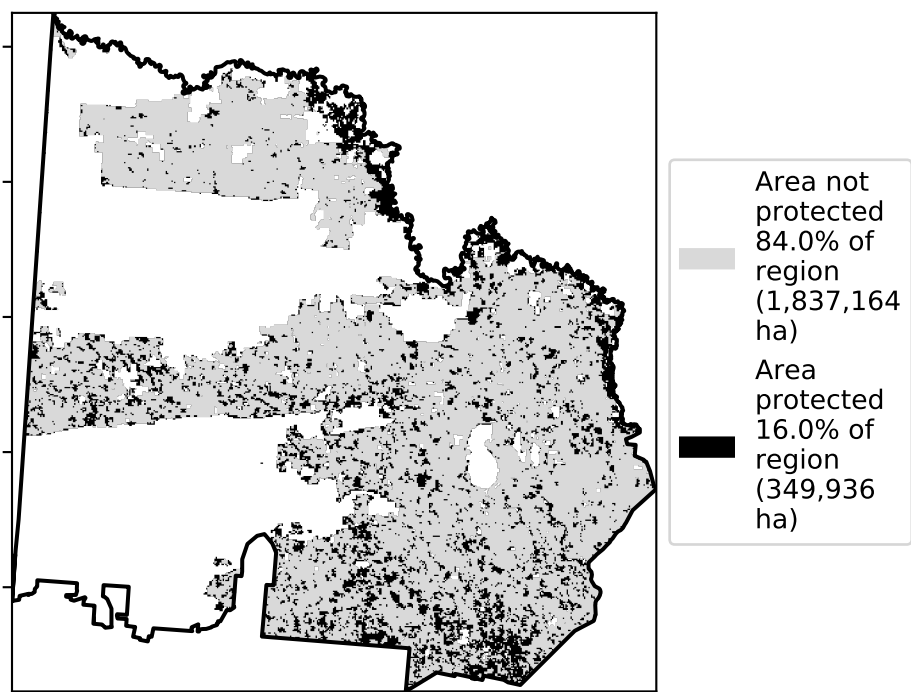 Area not
protected
84.0% of
region
(1,837,164
ha)
Area
protected
16.0% of
region
(349,936
ha)